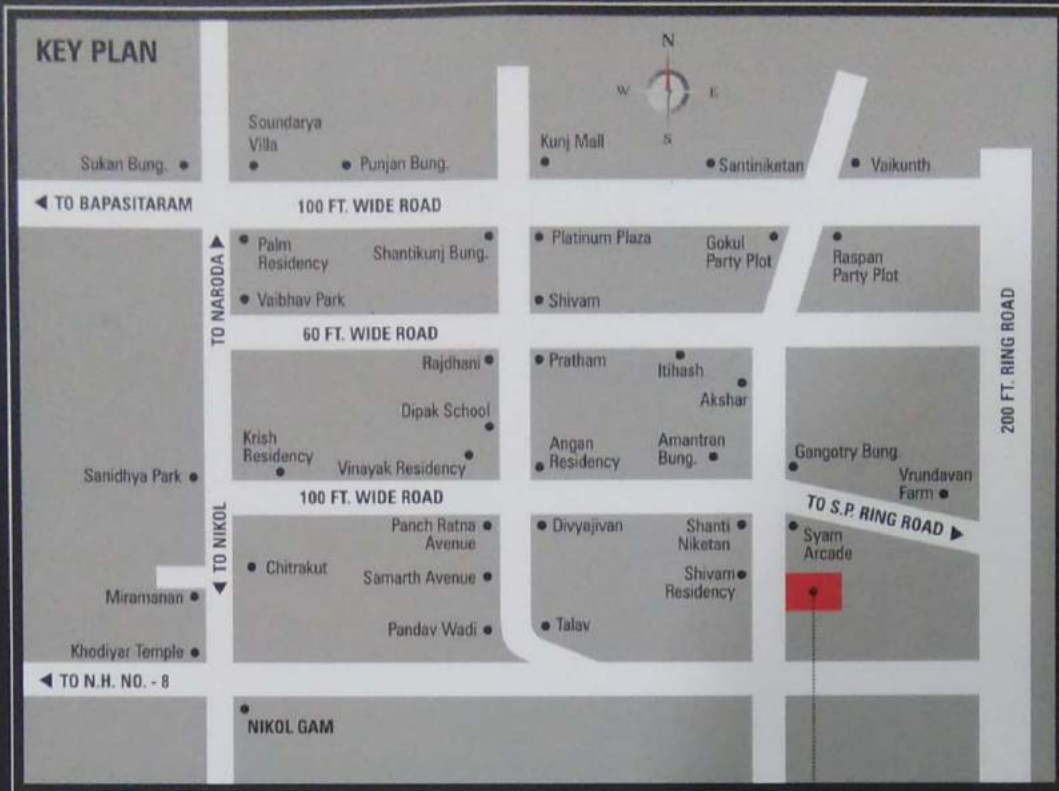 KEY PLAN
N
W
E
S
Soundarya
Villa
Sukan Bung.
Punjan Bung.
Kunj Mall
Santiniketan
Vaikunth
◀ TO BAPASITARAM
100 FT. WIDE ROAD
TO NARODA ▶
Palm
Residency
Shantikunj Bung.
Platinum Plaza
Gokul
Party Plot
Raspan
Party Plot
Vaibhav Park
Shivam
60 FT. WIDE ROAD
200 FT. RING ROAD
Rajdhani
Pratham
Itihash
Akshar
Dipak School
Krish
Residency
Vinayak Residency
Angan
Residency
Amantran
Bung.
Gangotry Bung.
Sanidhya Park
Vrundavan
Farm
100 FT. WIDE ROAD
TO S.P. RING ROAD ▶
◀ TO NIKOL
Panch Ratna
Avenue
Divyajivan
Shanti
Niketan
Syam
Arcade
Chitrakut
Samarth Avenue
Shivam
Residency
Miramanan
Pandav Wadi
Talav
Khodiyar Temple
◀ TO N.H. NO. - 8
NIKOL GAM